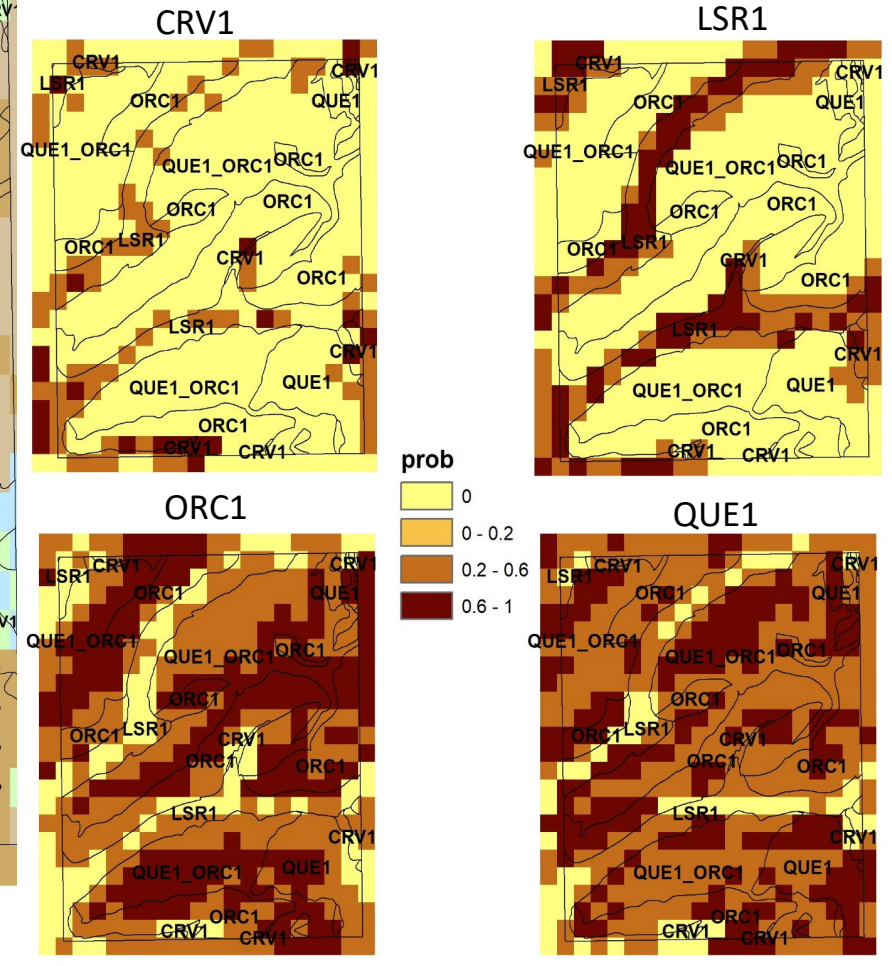 CRV1
CRV1
CRV1
LSR1
ORC1
QUE1
QUE1_ORC1
QUE1_ORC1
ORC1
ORC1
ORC1
ORC1
LSR1
CRV1
ORC1
LSR1
CRV1
QUE1_ORC1
QUE1
ORC1
CRV1
CRV1
LSR1
CRV1
CRV1
LSR1
ORC1
QUE1
QUE1_ORC1
QUE1_ORC1
ORC1
ORC1
ORC1
ORC1
LSR1
CRV1
ORC1
LSR1
CRV1
QUE1_ORC1
QUE1
ORC1
CRV1
CRV1
prob
0
0 - 0.2
0.2 - 0.6
0.6 - 1
ORC1
CRV1
CRV1
LSR1
ORC1
QUE1
QUE1_ORC1
QUE1_ORC1
ORC1
ORC1
ORC1
LSR1
CRV1
ORC1
ORC1
LSR1
CRV1
QUE1_ORC1
QUE1
ORC1
CRV1
CRV1
QUE1
CRV1
CRV1
LSR1
ORC1
QUE1
QUE1_ORC1
QUE1_ORC1
ORC1
ORC1
ORC1
LSR1
CRV1
ORC1
ORC1
LSR1
CRV1
QUE1_ORC1
QUE1
ORC1
CRV1
CRV1